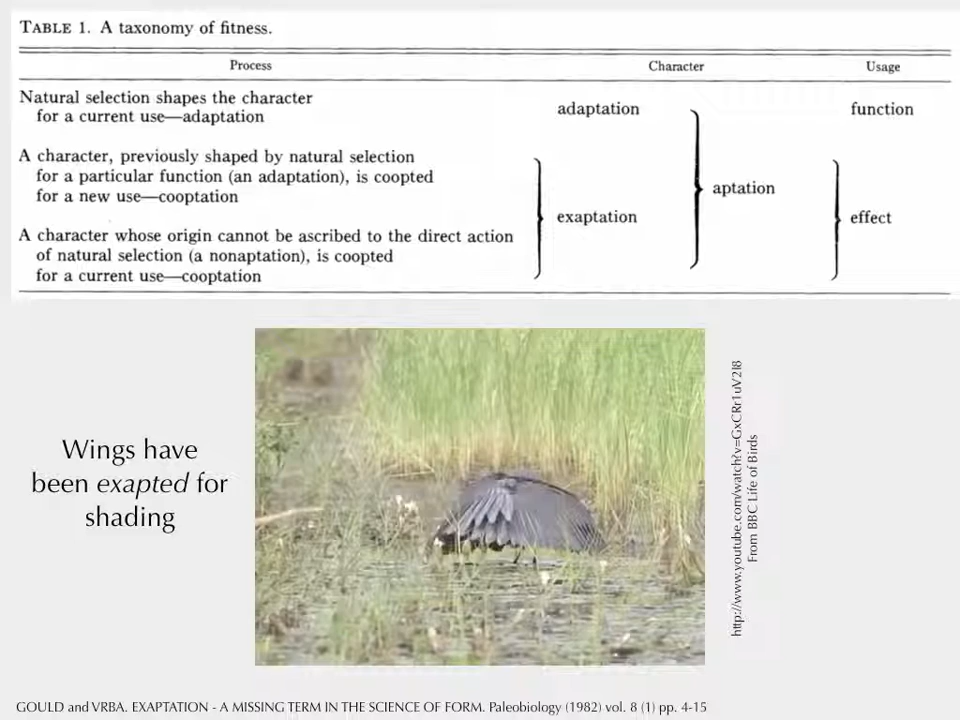 TABLE 1. A taxonomy of fitness.
Process Character Usage
Natural selection shapes the character
for a current use—adaptation
adaptation
function
A character, previously shaped by natural selection
for a particular function (an adaptation), is coopted
for a new use—cooptation
A character whose origin cannot be ascribed to the direct action
of natural selection (a nonaptation), is coopted
for a current use—cooptation
exaptation
aptation
effect
Wings have
been exapted for
shading
http://www.youtube.com/watch?v=GxCRr1uV2I8
From BBC Life of Birds
GOULD and VRBA. EXAPTATION - A MISSING TERM IN THE SCIENCE OF FORM. Paleobiology (1982) vol. 8 (1) pp. 4-15